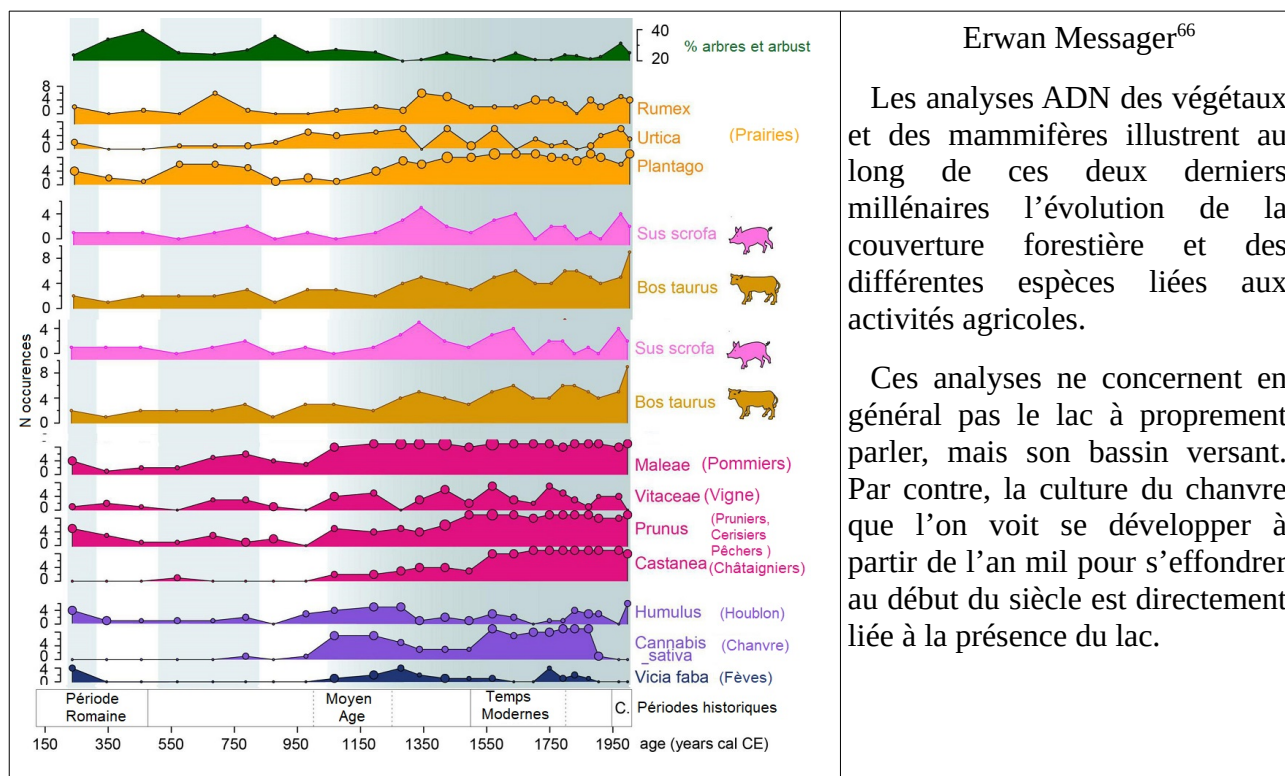 40
% arbres et arbust
20
8
4
0
Rumex
4
0
Urtica (Prairies)
8
4
0
Plantago
4
0
Sus scrofa
8
4
0
Bos taurus
4
0
Sus scrofa
8
4
0
Bos taurus
N occurences
4
0
Maleae (Pommiers)
4
0
Vitaceae (Vigne)
4
0
Prunus (Pruniers,
Cerisiers
Pêchers )
4
0
Castanea (Châtaigniers)
4
0
Humulus (Houblon)
4
0
Cannabis (Chanvre)
_sativa
4
0
Vicia faba (Fèves)
Période
Romaine
Moyen
Age
Temps
Modernes
C.
Périodes historiques
150 350 550 750 950 1150 1350 1550 1750 1950 age (years cal CE)
Erwan Messager66
Les analyses ADN des végétaux
et des mammifères illustrent au
long de ces deux derniers
millénaires l’évolution de la
couverture forestière et des
différentes espèces liées aux
activités agricoles.
Ces analyses ne concernent en
général pas le lac à proprement
parler, mais son bassin versant.
Par contre, la culture du chanvre
que l’on voit se développer à
partir de l’an mil pour s’effondrer
au début du siècle est directement
liée à la présence du lac.